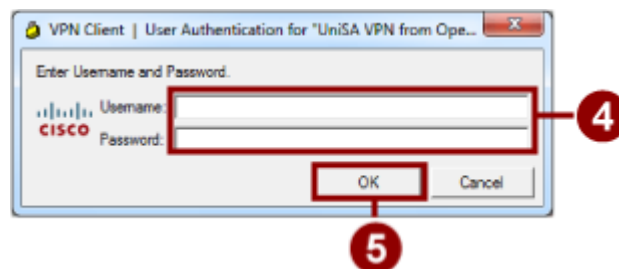 VPN Client | User Authentication for "UniSA VPN from Ope...
Enter Username and Password.
CISCO
Username:
Password:
4
OK
Cancel
5